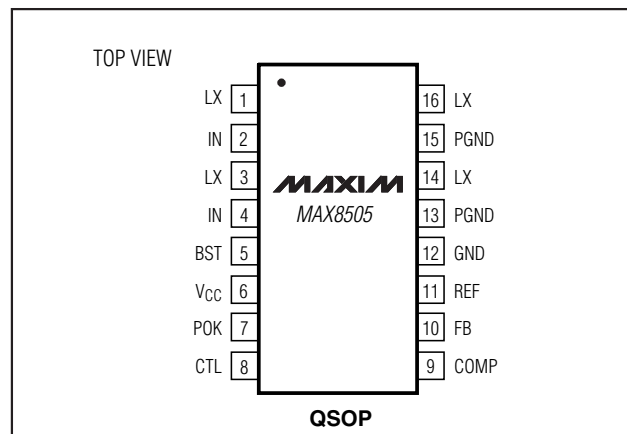 TOP VIEW
LX 1
IN 2
LX 3
IN 4
BST 5
VCC 6
POK 7
CTL 8
MAXIM
MAX8505
16 LX
15 PGND
14 LX
13 PGND
12 GND
11 REF
10 FB
9 COMP
QSOP